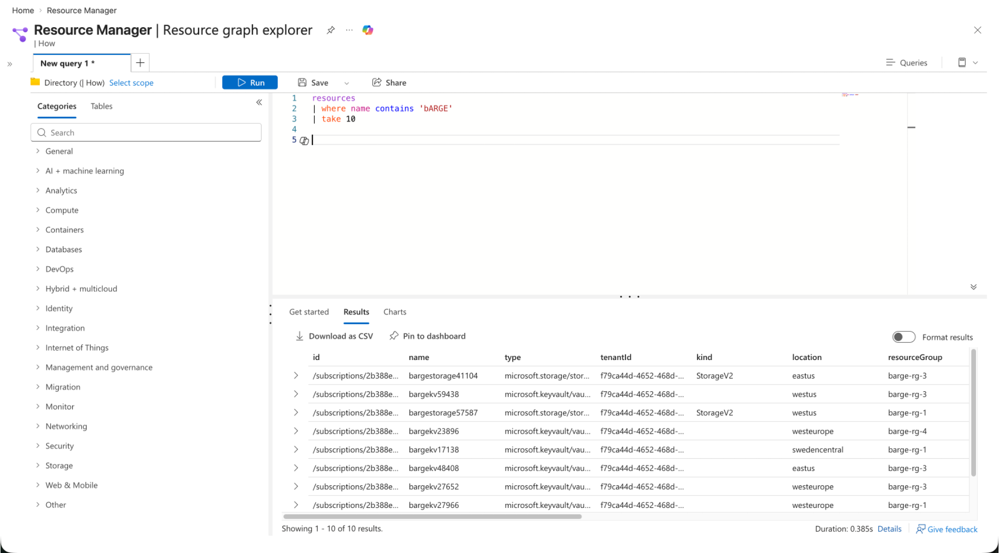 Home > Resource Manager
Resource Manager | Resource graph explorer ...
| How
New query 1 *
Queries
Directory (| How) Select scope
Run
Save
Share
Categories
Tables
Search
General
AI + machine learning
Analytics
Compute
Containers
Databases
DevOps
Hybrid + multicloud
Identity
Integration
Internet of Things
Management and governance
Migration
Monitor
Networking
Security
Storage
Web & Mobile
Other
1 resources
2 | where name contains 'bARGE'
3 | take 10
4
5
Get started
Results
Charts
Download as CSV
Pin to dashboard
Format results
id name type tenantId kind location resourceGroup
/subscriptions/2b388e... bargestorage41104 microsoft.storage/stor... f79ca44d-4652-468d-... StorageV2 eastus barge-rg-3
/subscriptions/2b388e... bargekv59438 microsoft.keyvault/vau... f79ca44d-4652-468d-... westus barge-rg-3
/subscriptions/2b388e... bargestorage57587 microsoft.storage/stor... f79ca44d-4652-468d-... StorageV2 westus barge-rg-1
/subscriptions/2b388e... bargekv23896 microsoft.keyvault/vau... f79ca44d-4652-468d-... westeurope barge-rg-4
/subscriptions/2b388e... bargekv17138 microsoft.keyvault/vau... f79ca44d-4652-468d-... swedencentral barge-rg-1
/subscriptions/2b388e... bargekv48408 microsoft.keyvault/vau... f79ca44d-4652-468d-... eastus barge-rg-3
/subscriptions/2b388e... bargekv27652 microsoft.keyvault/vau... f79ca44d-4652-468d-... westeurope barge-rg-3
/subscriptions/2b388e... bargekv27966 microsoft.keyvault/vau... f79ca44d-4652-468d-... westeurope barge-rg-1
Showing 1 - 10 of 10 results.
Duration: 0.385s Details
Give feedback